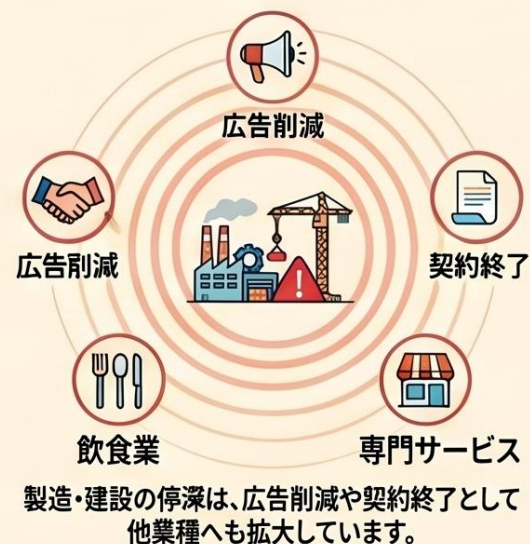 広告削減
広告削減
契約終了
飲食業
専門サービス
製造・建設の停深は、広告削減や契約終了として
他業種へも拡大しています。